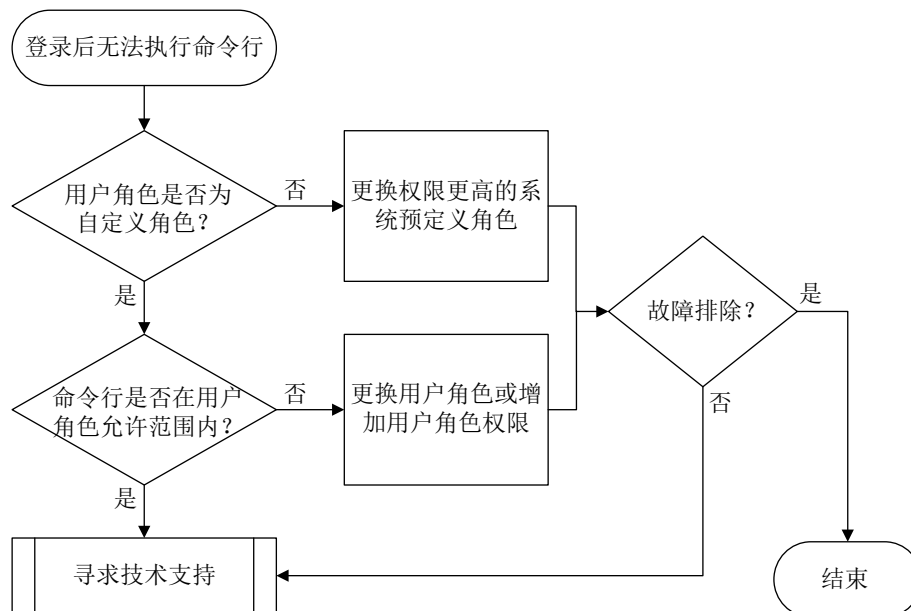 登录后无法执行命令行
用户角色是否为
自定义角色？
否
更换权限更高的系
统预定义角色
是
故障排除？
是
命令行是否在用户
角色允许范围内？
否
更换用户角色或增
加用户角色权限
否
是
寻求技术支持
结束